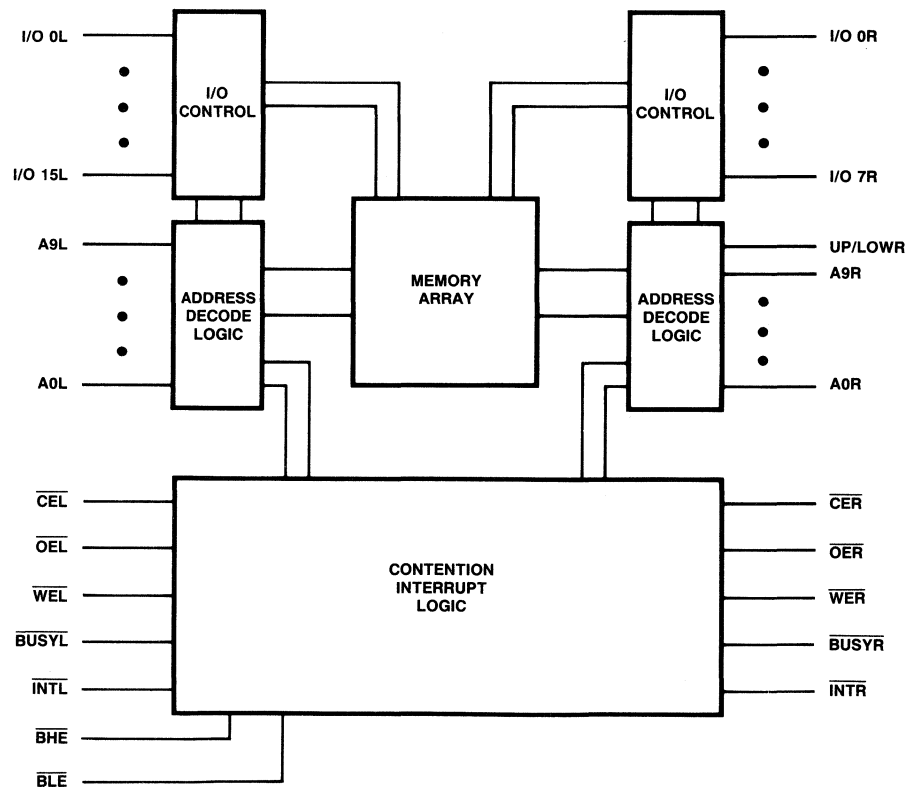 I/O 0L
I/O 15L
I/O
CONTROL
I/O
CONTROL
I/O 0R
I/O 7R
A9L
A0L
ADDRESS
DECODE
LOGIC
MEMORY
ARRAY
ADDRESS
DECODE
LOGIC
UP/LOWR
A9R
A0R
CEL
OEL
WEL
BUSYL
INTL
BHE
BLE
CONTENTION
INTERRUPT
LOGIC
CER
OER
WER
BUSYR
INTR